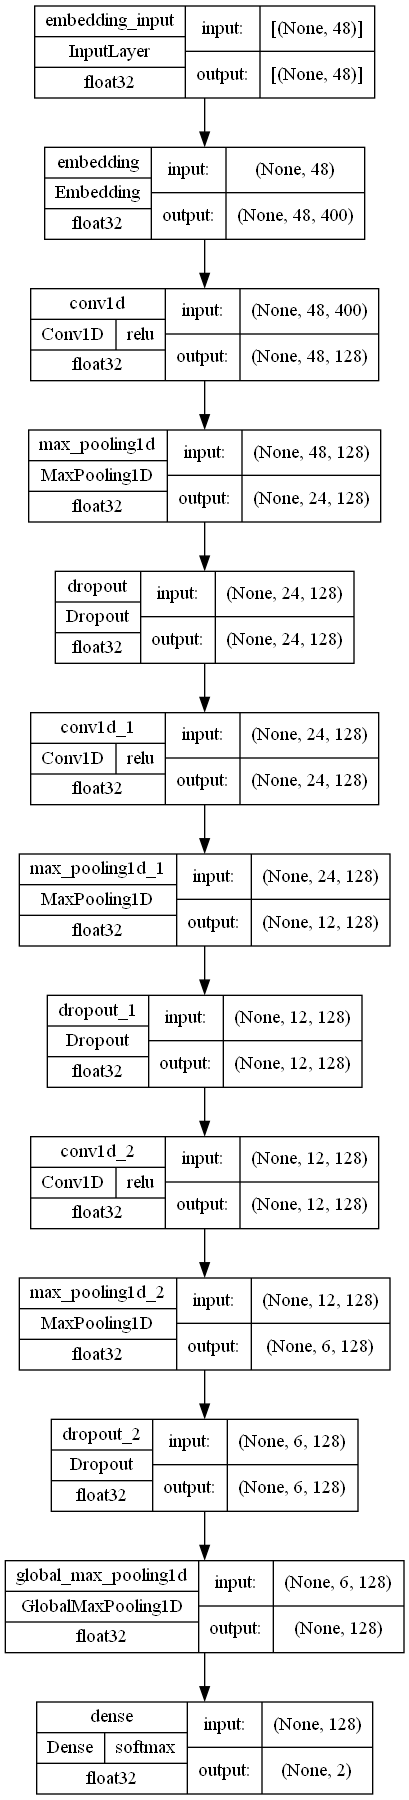 embedding_input input: [(None, 48)]
InputLayer
float32 output: [(None, 48)]
embedding input: (None, 48)
Embedding
float32 output: (None, 48, 400)
conv1d input: (None, 48, 400)
Conv1D relu
float32 output: (None, 48, 128)
max_pooling1d input: (None, 48, 128)
MaxPooling1D
float32 output: (None, 24, 128)
dropout input: (None, 24, 128)
Dropout
float32 output: (None, 24, 128)
conv1d_1 input: (None, 24, 128)
Conv1D relu
float32 output: (None, 24, 128)
max_pooling1d_1 input: (None, 24, 128)
MaxPooling1D
float32 output: (None, 12, 128)
dropout_1 input: (None, 12, 128)
Dropout
float32 output: (None, 12, 128)
conv1d_2 input: (None, 12, 128)
Conv1D relu
float32 output: (None, 12, 128)
max_pooling1d_2 input: (None, 12, 128)
MaxPooling1D
float32 output: (None, 6, 128)
dropout_2 input: (None, 6, 128)
Dropout
float32 output: (None, 6, 128)
global_max_pooling1d input: (None, 6, 128)
GlobalMaxPooling1D
float32 output: (None, 128)
dense input: (None, 128)
Dense softmax
float32 output: (None, 2)